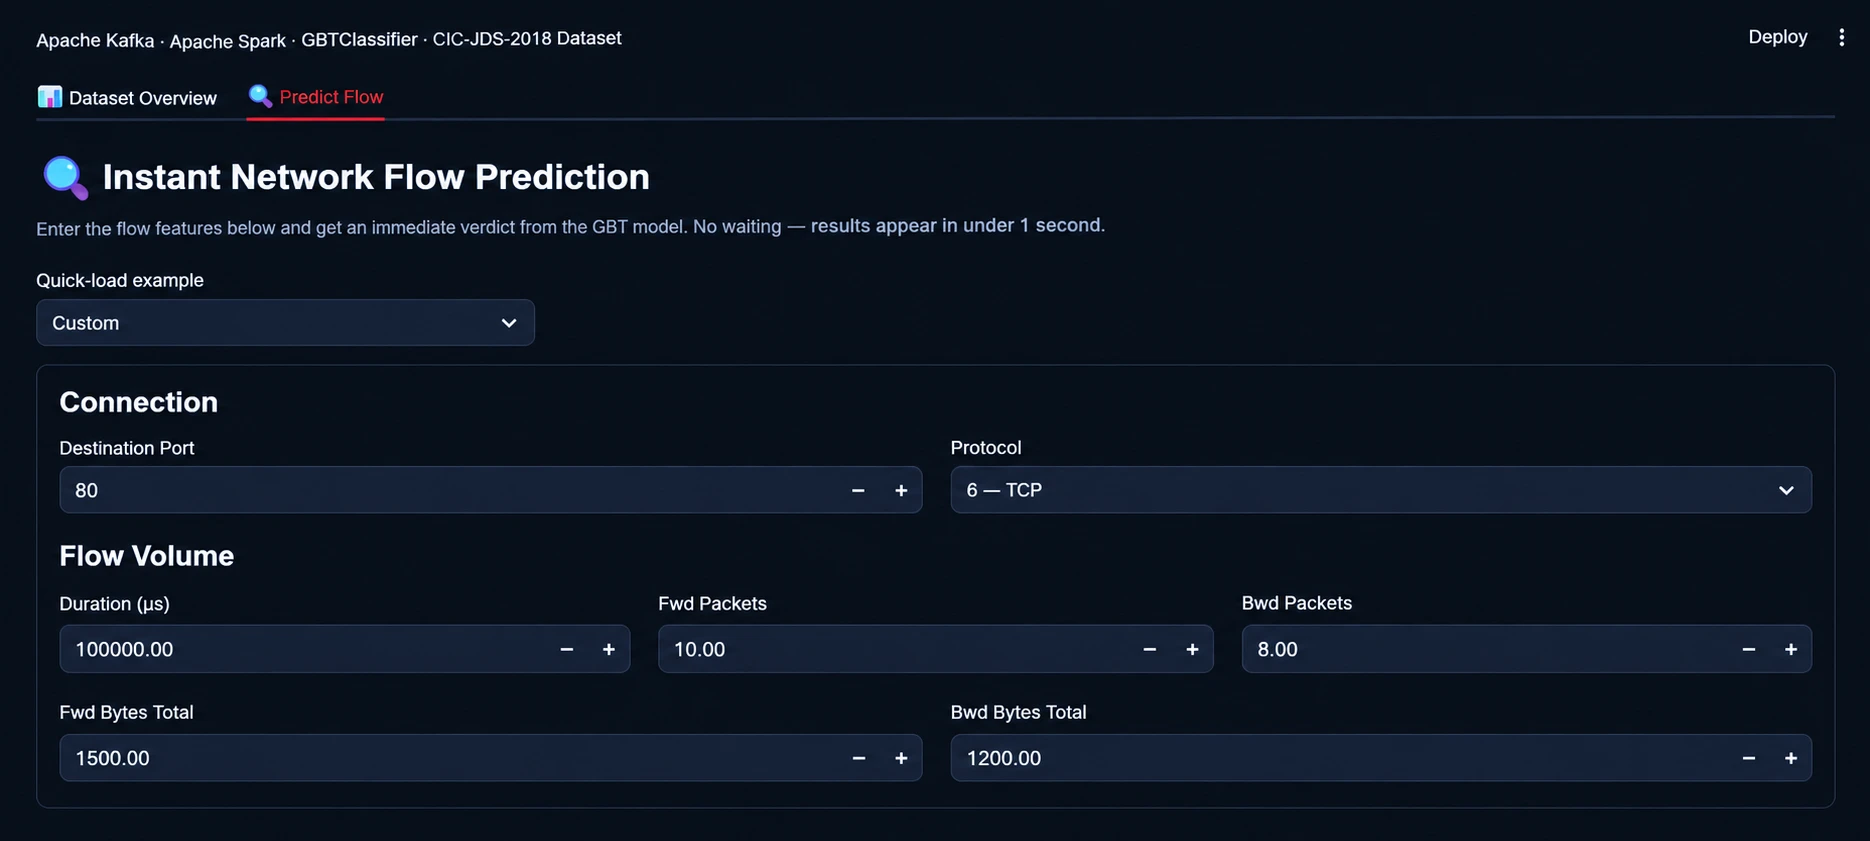 Apache Kafka · Apache Spark · GBTClassifier · CIC-JDS-2018 Dataset
Deploy
Dataset Overview
Predict Flow
Instant Network Flow Prediction
Enter the flow features below and get an immediate verdict from the GBT model. No waiting — results appear in under 1 second.
Quick-load example
Custom
Connection
Destination Port
Protocol
80
6 — TCP
Flow Volume
Duration (µs)
Fwd Packets
Bwd Packets
100000.00
10.00
8.00
Fwd Bytes Total
Bwd Bytes Total
1500.00
1200.00